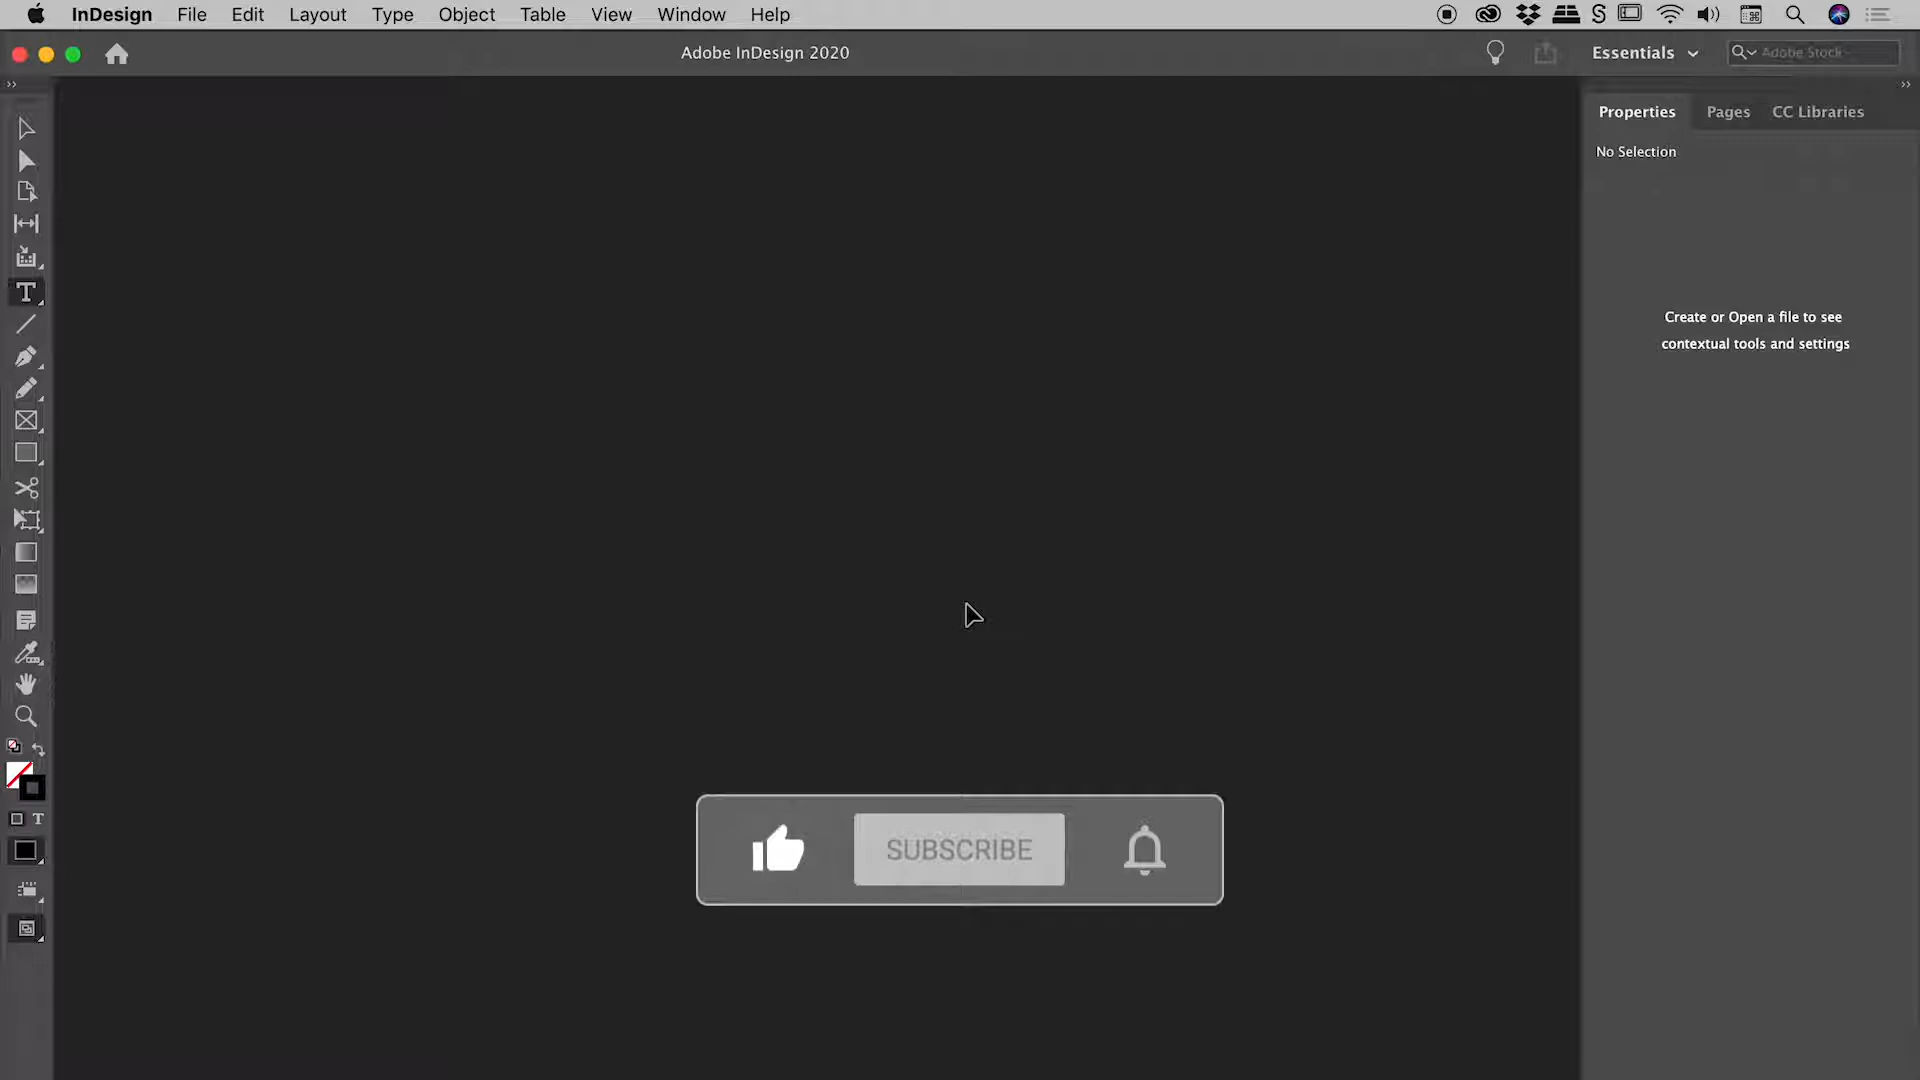 InDesign File Edit Layout Type Object Table View Window Help
Adobe InDesign 2020
Essentials
Adobe Stock
Properties Pages CC Libraries
No Selection
Create or Open a file to see
contextual tools and settings
SUBSCRIBE